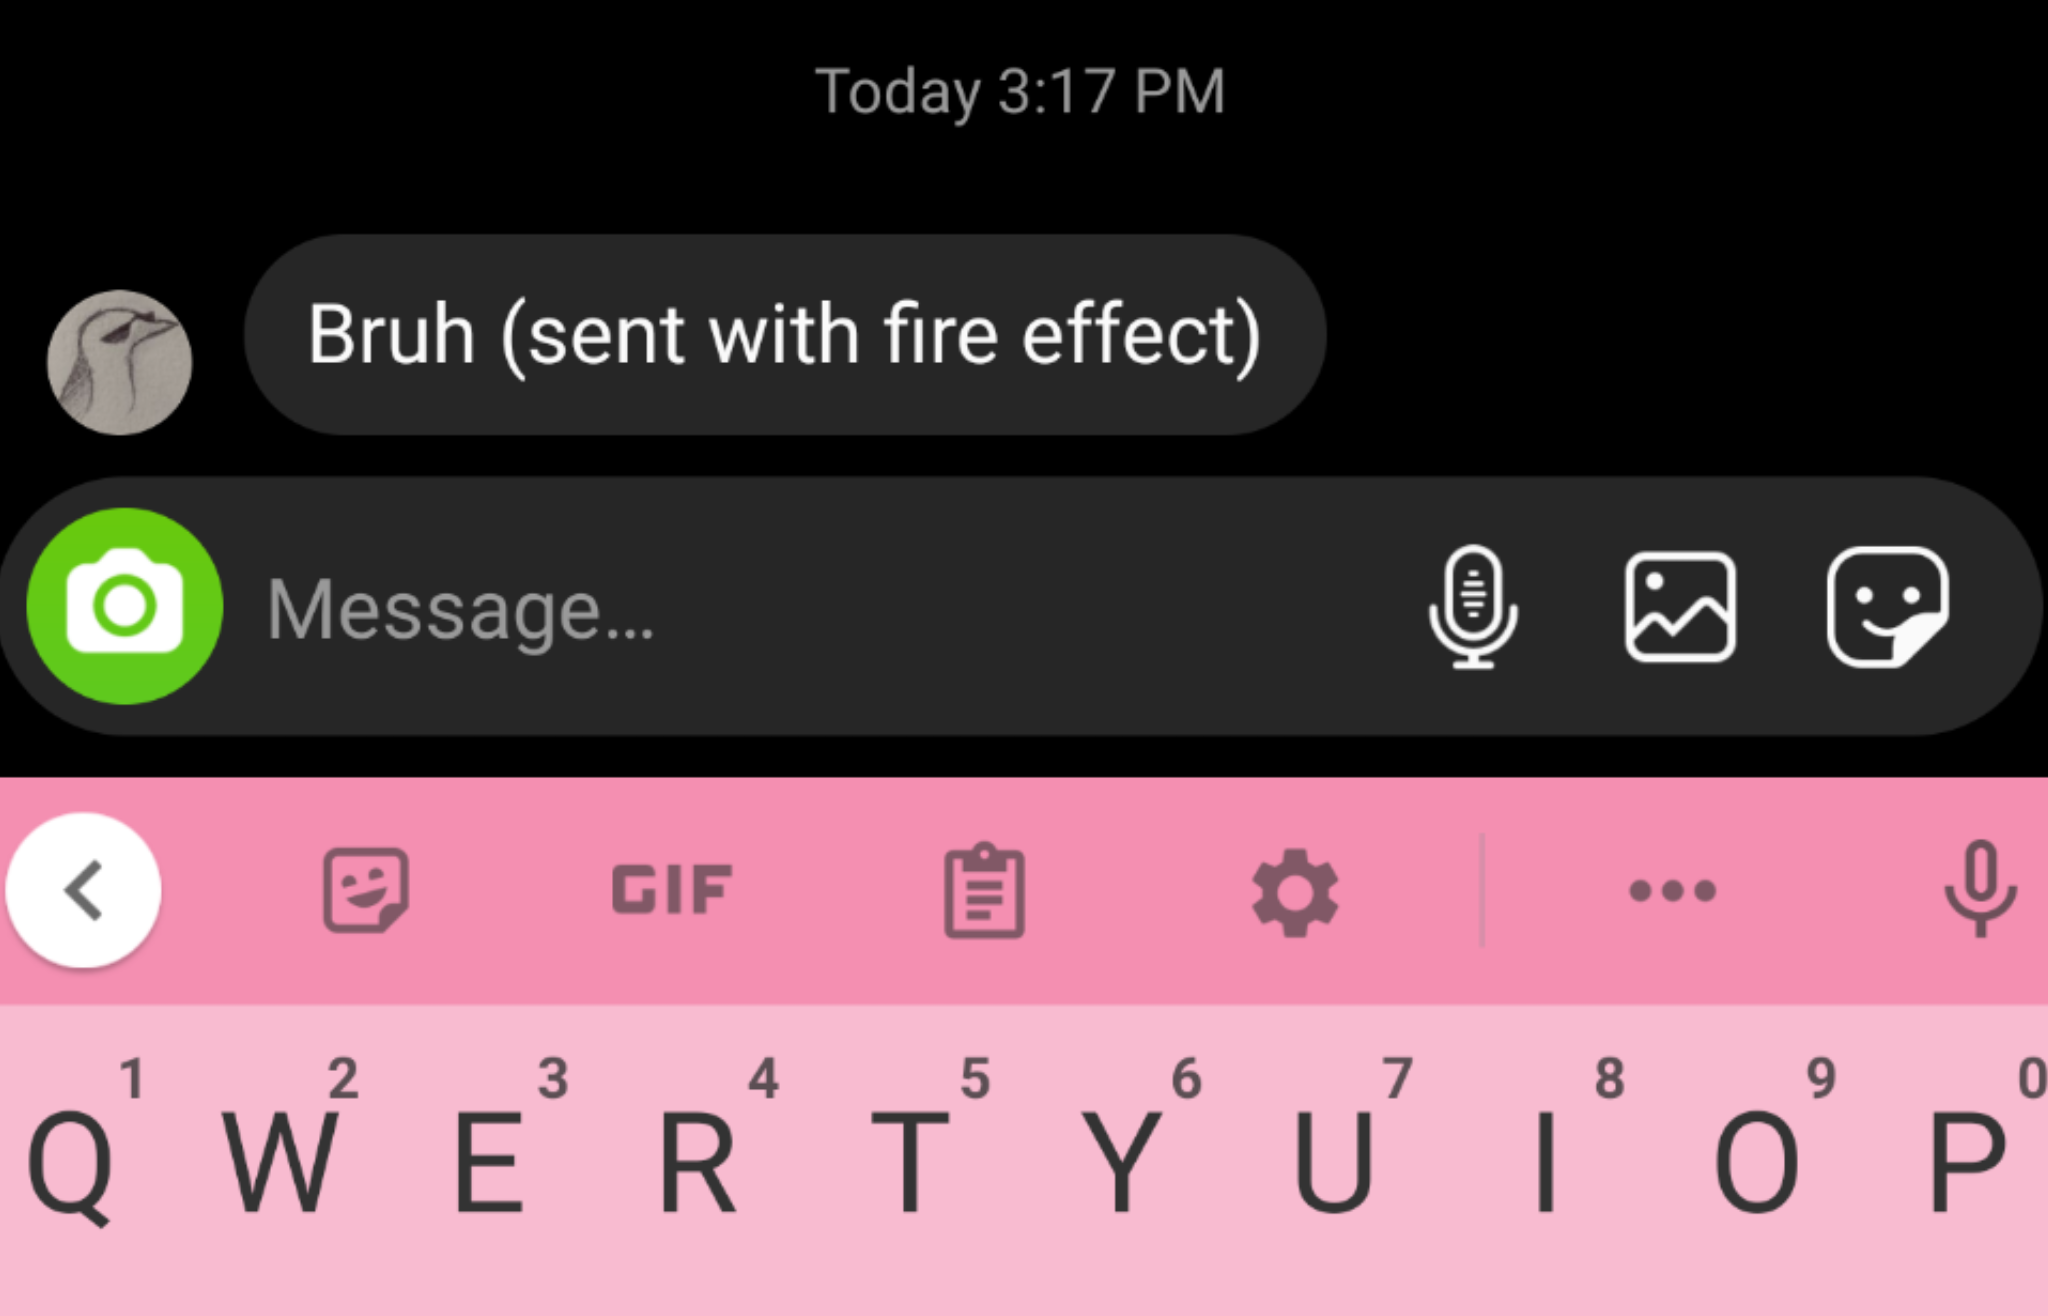 Today 3:17 PM
Bruh (sent with fire effect)
Message...
GIF
1 2 3 4 5 6 7 8 9 0
Q W E R T Y U I O P